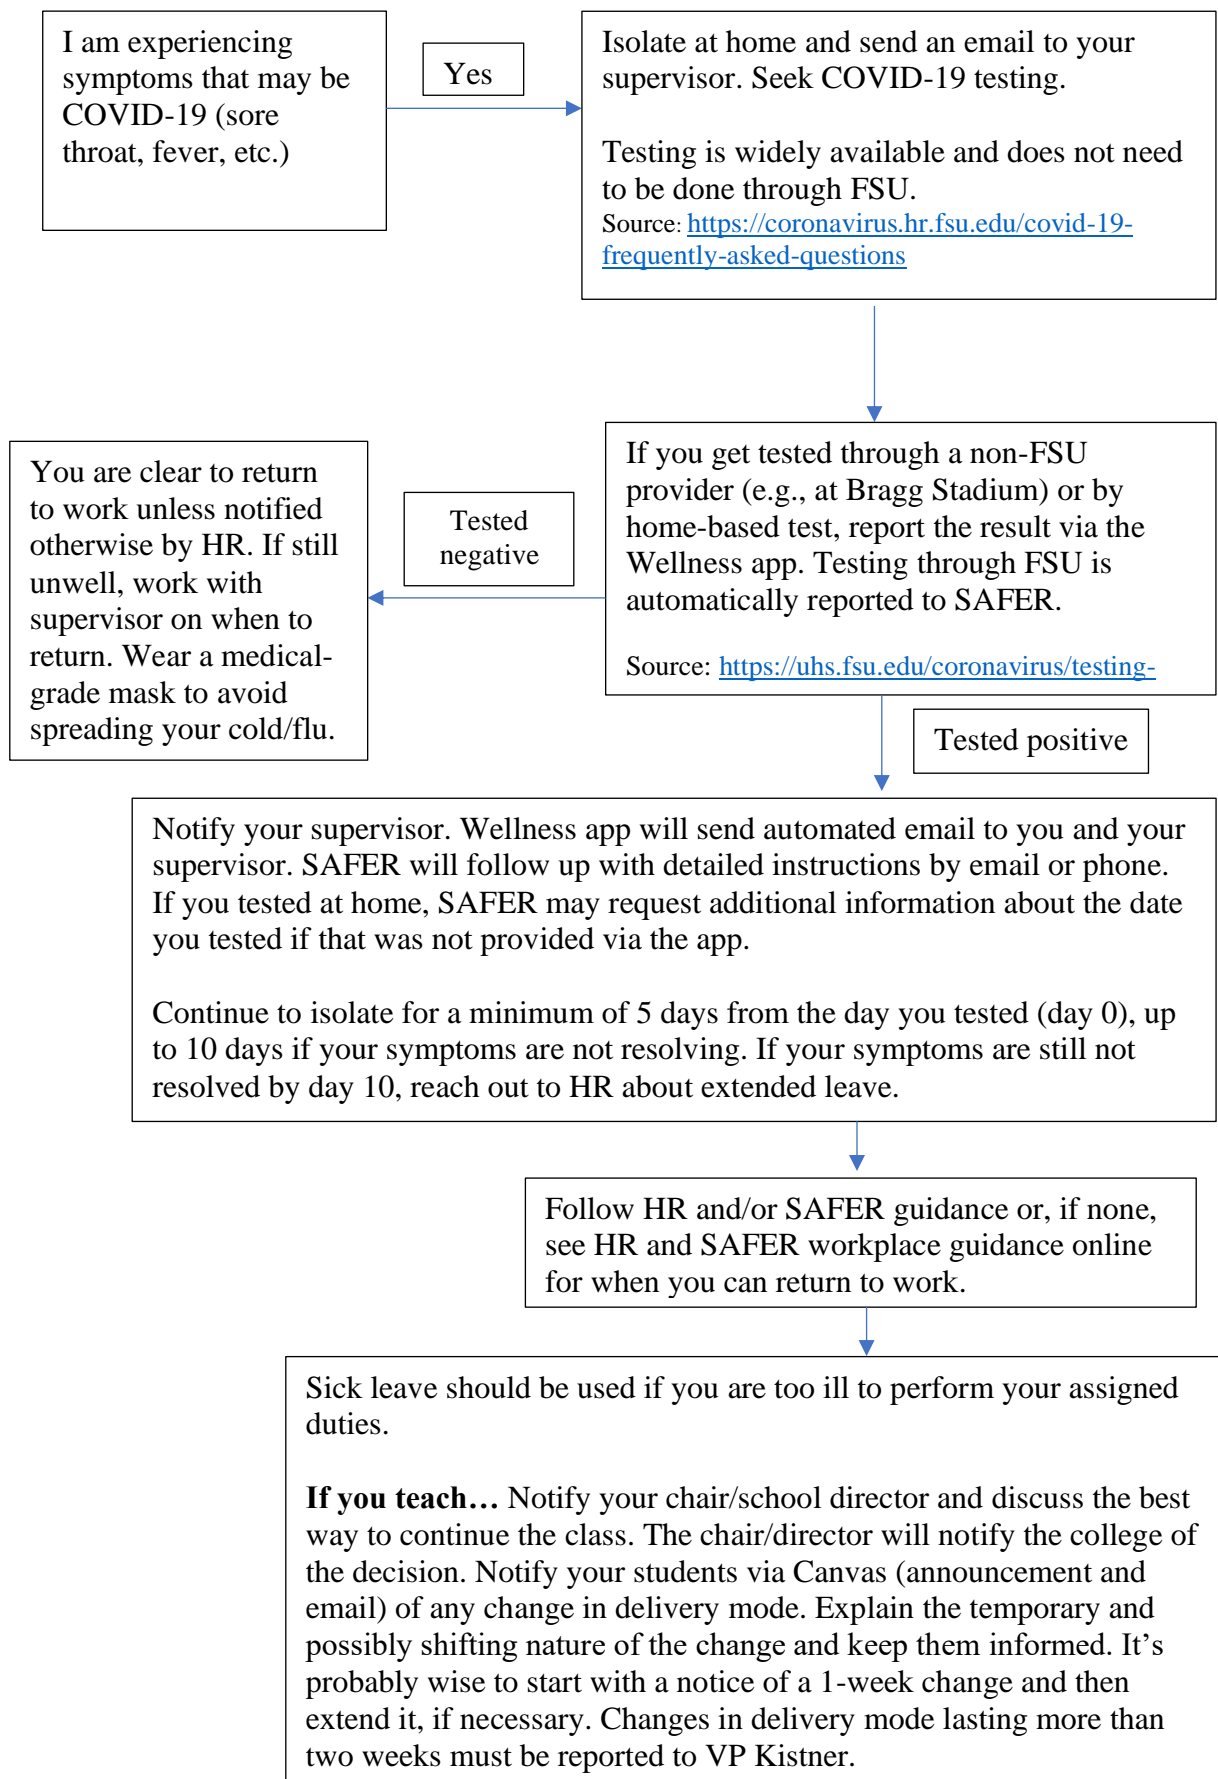 I am experiencing
symptoms that may be
COVID-19 (sore
throat, fever, etc.)
Yes
Isolate at home and send an email to your
supervisor. Seek COVID-19 testing.
Testing is widely available and does not need
to be done through FSU.
Source: https://coronavirus.hr.fsu.edu/covid-19-
frequently-asked-questions
If you get tested through a non-FSU
provider (e.g., at Bragg Stadium) or by
home-based test, report the result via the
Wellness app. Testing through FSU is
automatically reported to SAFER.
Source: https://uhs.fsu.edu/coronavirus/testing-
Tested
negative
You are clear to return
to work unless notified
otherwise by HR. If still
unwell, work with
supervisor on when to
return. Wear a medical-
grade mask to avoid
spreading your cold/flu.
Tested positive
Notify your supervisor. Wellness app will send automated email to you and your
supervisor. SAFER will follow up with detailed instructions by email or phone.
If you tested at home, SAFER may request additional information about the date
you tested if that was not provided via the app.
Continue to isolate for a minimum of 5 days from the day you tested (day 0), up
to 10 days if your symptoms are not resolving. If your symptoms are still not
resolved by day 10, reach out to HR about extended leave.
Follow HR and/or SAFER guidance or, if none,
see HR and SAFER workplace guidance online
for when you can return to work.
Sick leave should be used if you are too ill to perform your assigned
duties.
If you teach… Notify your chair/school director and discuss the best
way to continue the class. The chair/director will notify the college of
the decision. Notify your students via Canvas (announcement and
email) of any change in delivery mode. Explain the temporary and
possibly shifting nature of the change and keep them informed. It’s
probably wise to start with a notice of a 1-week change and then
extend it, if necessary. Changes in delivery mode lasting more than
two weeks must be reported to VP Kistner.